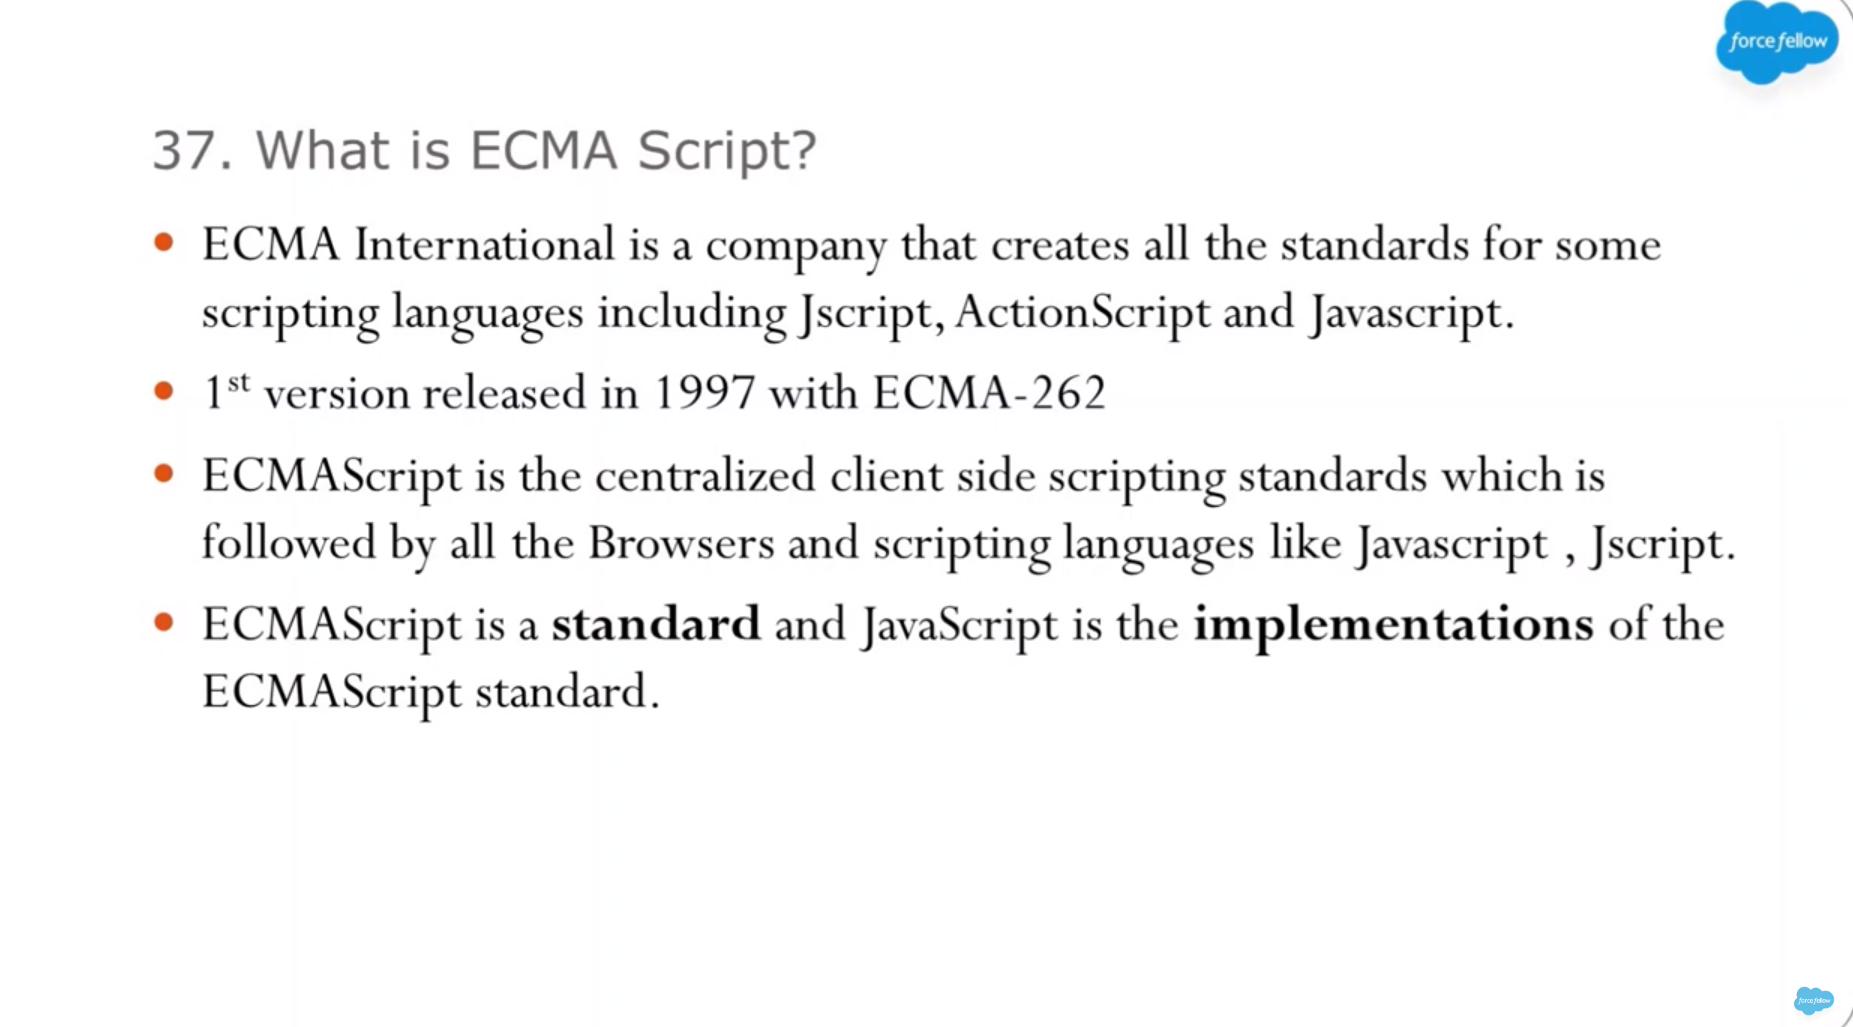 force fellow
37. What is ECMA Script?
• ECMA International is a company that creates all the standards for some
scripting languages including Jscript, ActionScript and Javascript.
• 1st version released in 1997 with ECMA-262
• ECMAScript is the centralized client side scripting standards which is
followed by all the Browsers and scripting languages like Javascript , Jscript.
• ECMAScript is a standard and JavaScript is the implementations of the
ECMAScript standard.
force fellow